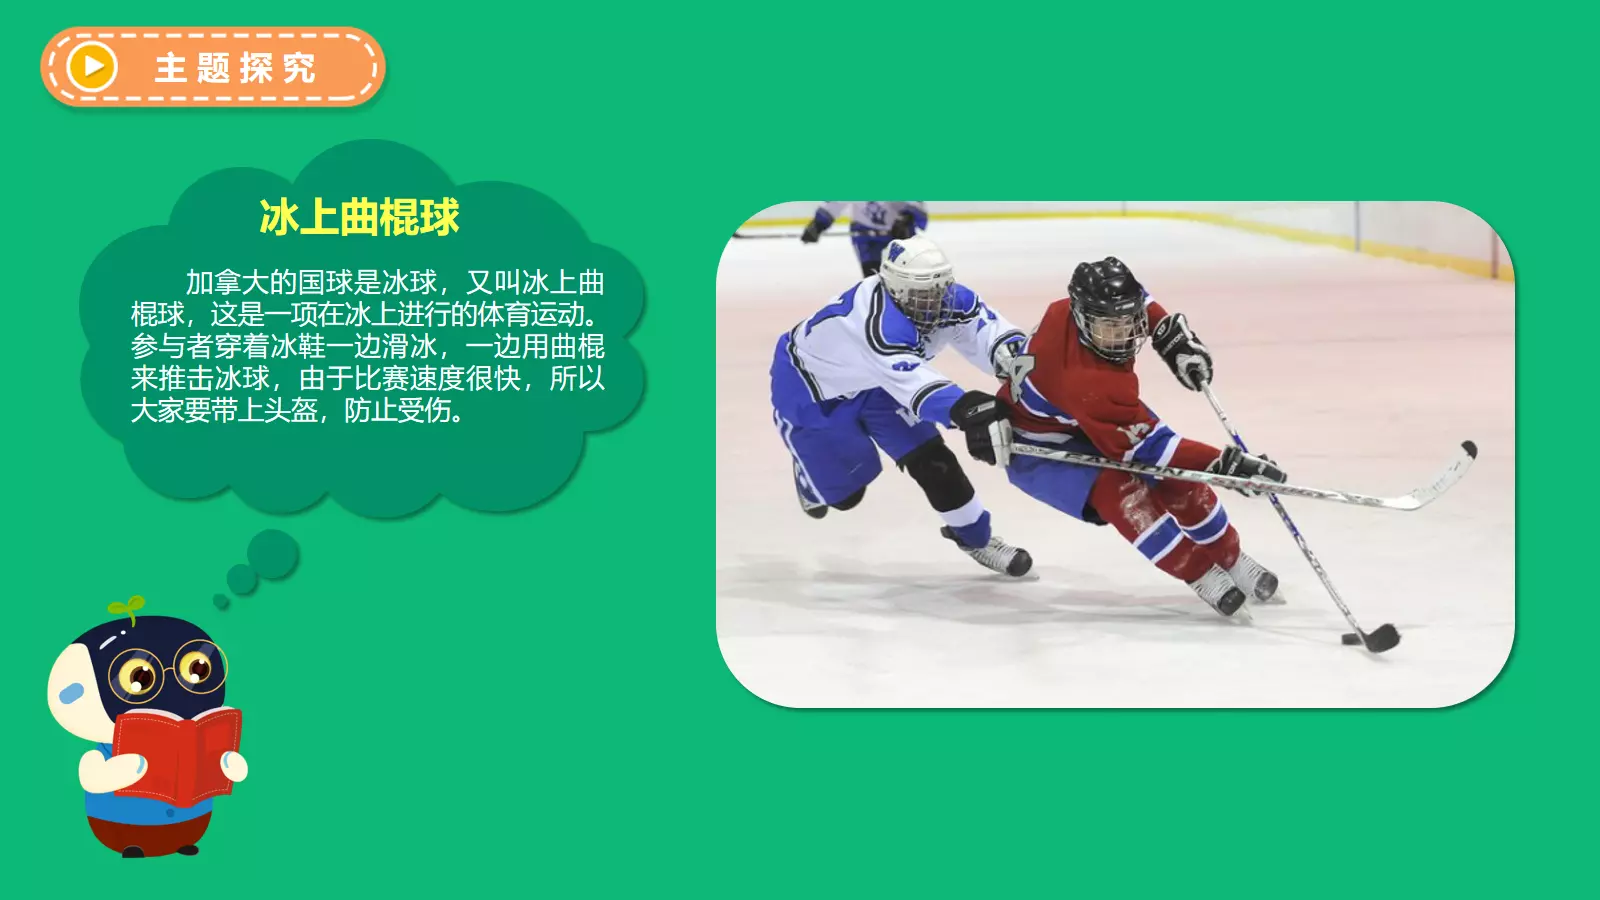 主题探究
冰上曲棍球
加拿大的国球是冰球，又叫冰上曲
棍球，这是一项在冰上进行的体育运动。
参与者穿着冰鞋一边滑冰，一边用曲棍
来推击冰球，由于比赛速度很快，所以
大家要带上头盔，防止受伤。